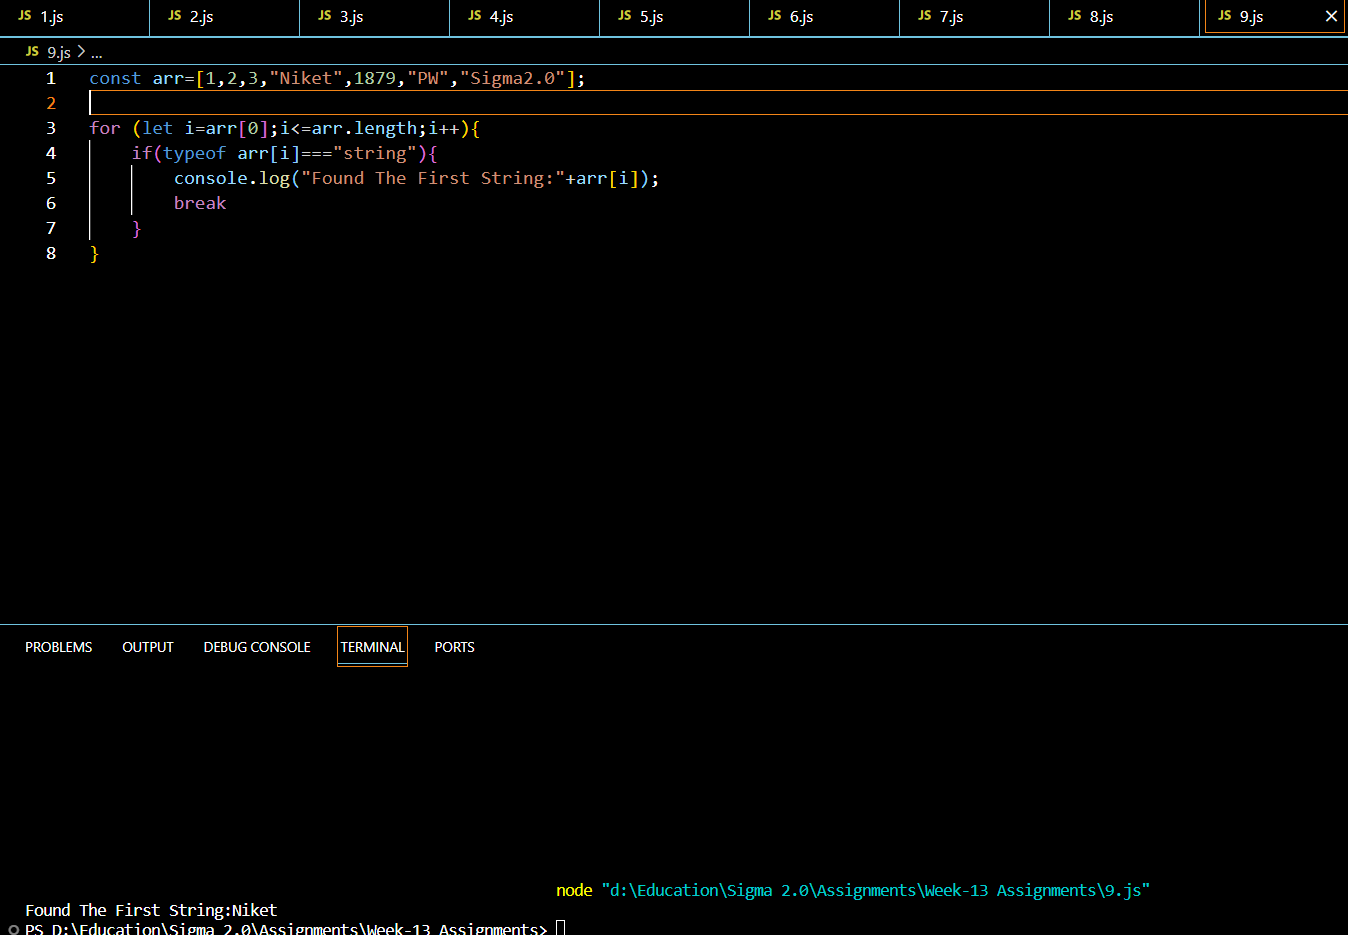 JS 1.js JS 2.js JS 3.js JS 4.js JS 5.js JS 6.js JS 7.js JS 8.js JS 9.js
JS 9.js > ...
1 const arr=[1,2,3,"Niket",1879,"PW","Sigma2.0"];
2
3 for (let i=arr[0];i<=arr.length;i++){
4     if(typeof arr[i]==="string"){
5         console.log("Found The First String:"+arr[i]);
6         break
7     }
8 }
PROBLEMS OUTPUT DEBUG CONSOLE TERMINAL PORTS
node "d:\Education\Sigma 2.0\Assignments\Week-13 Assignments\9.js"
Found The First String:Niket
PS D:\Education\Sigma 2.0\Assignments\Week-13 Assignments>